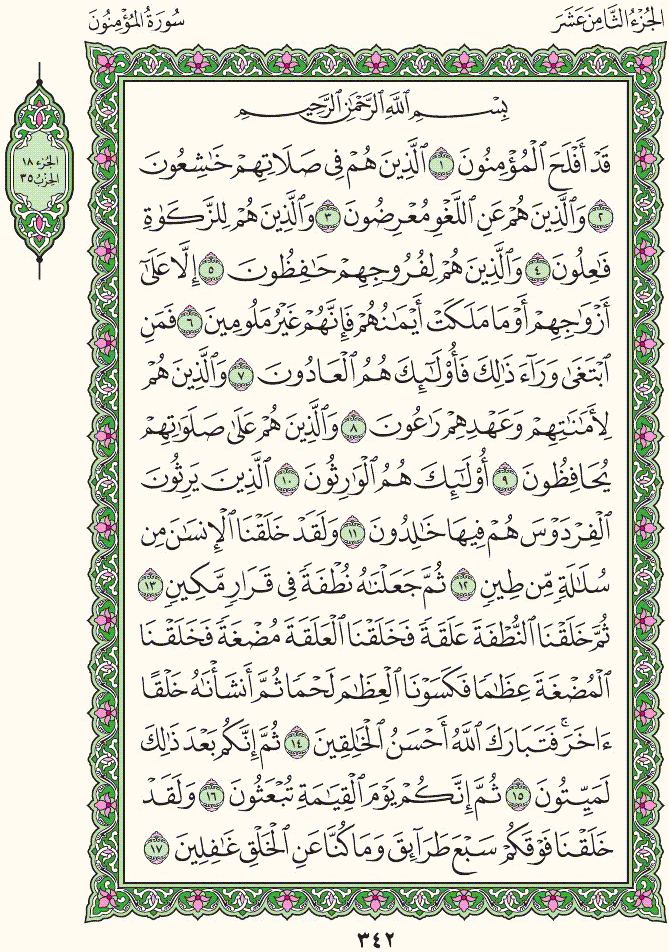 الجُزْءُ الثَّامِنَ عَشَرَ
سُورَةُ المُؤْمِنُونَ
الجزء ١٨
الحزب ٣٥
بِسْمِ ٱللَّهِ ٱلرَّحْمَٰنِ ٱلرَّحِيمِ
قَدْ أَفْلَحَ ٱلْمُؤْمِنُونَ ١ ٱلَّذِينَ هُمْ فِى صَلَاتِهِمْ خَٰشِعُونَ
٢ وَٱلَّذِينَ هُمْ عَنِ ٱللَّغْوِ مُعْرِضُونَ ٣ وَٱلَّذِينَ هُمْ لِلزَّكَوٰةِ
فَٰعِلُونَ ٤ وَٱلَّذِينَ هُمْ لِفُرُوجِهِمْ حَٰفِظُونَ ٥ إِلَّا عَلَىٰٓ
أَزْوَٰجِهِمْ أَوْ مَا مَلَكَتْ أَيْمَٰنُهُمْ فَإِنَّهُمْ غَيْرُ مَلُومِينَ ٦ فَمَنِ
ٱبْتَغَىٰ وَرَآءَ ذَٰلِكَ فَأُو۟لَٰٓئِكَ هُمُ ٱلْعَادُونَ ٧ وَٱلَّذِينَ هُمْ
لِأَمَٰنَٰتِهِمْ وَعَهْدِهِمْ رَٰعُونَ ٨ وَٱلَّذِينَ هُمْ عَلَىٰ صَلَوَٰتِهِمْ
يُحَافِظُونَ ٩ أُو۟لَٰٓئِكَ هُمُ ٱلْوَٰرِثُونَ ١٠ ٱلَّذِينَ يَرِثُونَ
ٱلْفِرْدَوْسَ هُمْ فِيهَا خَٰلِدُونَ ١١ وَلَقَدْ خَلَقْنَا ٱلْإِنسَٰنَ مِن
سُلَٰلَةٍ مِّن طِينٍ ١٢ ثُمَّ جَعَلْنَٰهُ نُطْفَةً فِى قَرَارٍ مَّكِينٍ ١٣
ثُمَّ خَلَقْنَا ٱلنُّطْفَةَ عَلَقَةً فَخَلَقْنَا ٱلْعَلَقَةَ مُضْغَةً فَخَلَقْنَا
ٱلْمُضْغَةَ عِظَٰمًا فَكَسَوْنَا ٱلْعِظَٰمَ لَحْمًا ثُمَّ أَنشَأْنَٰهُ خَلْقًا
ءَاخَرَ ۚ فَتَبَارَكَ ٱللَّهُ أَحْسَنُ ٱلْخَٰلِقِينَ ١٤ ثُمَّ إِنَّكُم بَعْدَ ذَٰلِكَ
لَمَيِّتُونَ ١٥ ثُمَّ إِنَّكُمْ يَوْمَ ٱلْقِيَٰمَةِ تُبْعَثُونَ ١٦ وَلَقَدْ
خَلَقْنَا فَوْقَكُمْ سَبْعَ طَرَآئِقَ وَمَا كُنَّا عَنِ ٱلْخَلْقِ غَٰفِلِينَ ١٧
٣٤٢